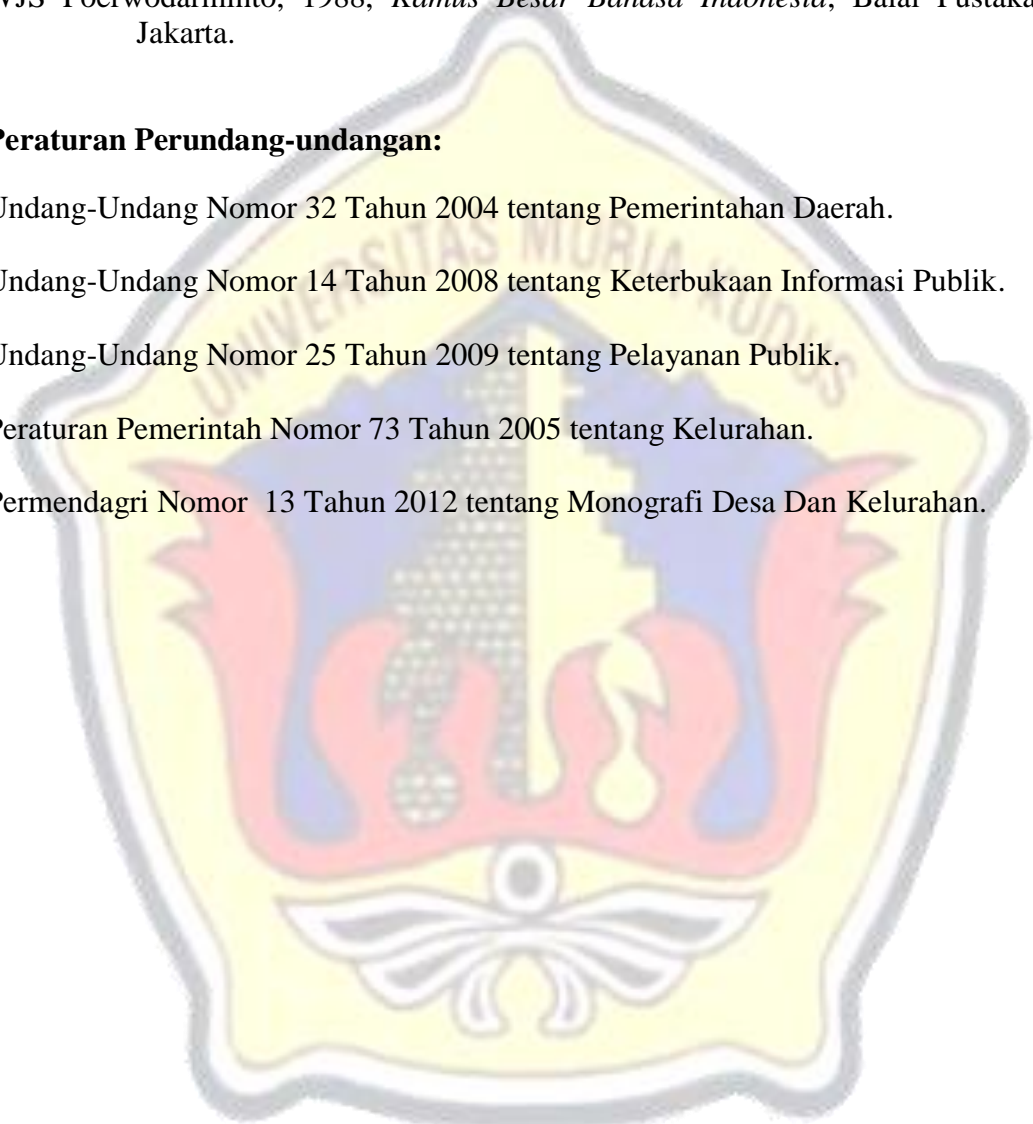 WJS Poerwodarminto, 1988, Kamus Besar Bahasa Indonesia, Balai Pustaka
Jakarta.
Peraturan Perundang-undangan:
Undang-Undang Nomor 32 Tahun 2004 tentang Pemerintahan Daerah.
Undang-Undang Nomor 14 Tahun 2008 tentang Keterbukaan Informasi Publik.
Undang-Undang Nomor 25 Tahun 2009 tentang Pelayanan Publik.
Peraturan Pemerintah Nomor 73 Tahun 2005 tentang Kelurahan.
Permendagri Nomor 13 Tahun 2012 tentang Monografi Desa Dan Kelurahan.
UNIVERSITAS MURIA KUDUS